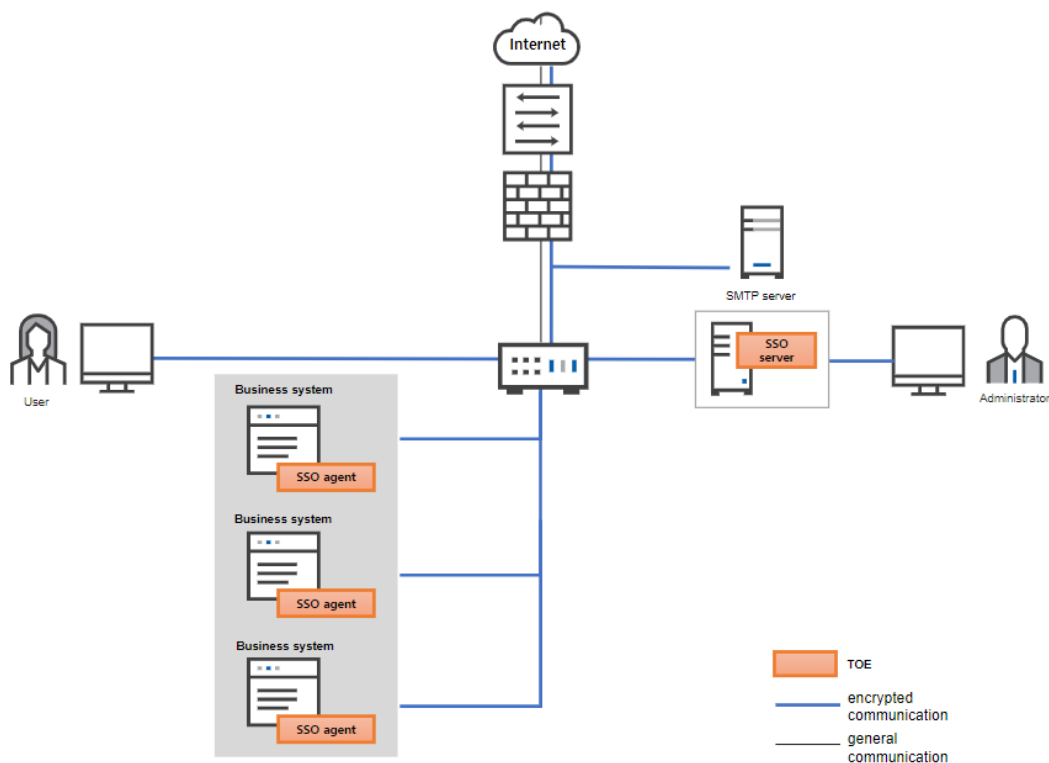 Internet
SMTP server
SSO
server
User
Administrator
Business system
SSO agent
Business system
SSO agent
Business system
SSO agent
TOE
encrypted
communication
general
communication